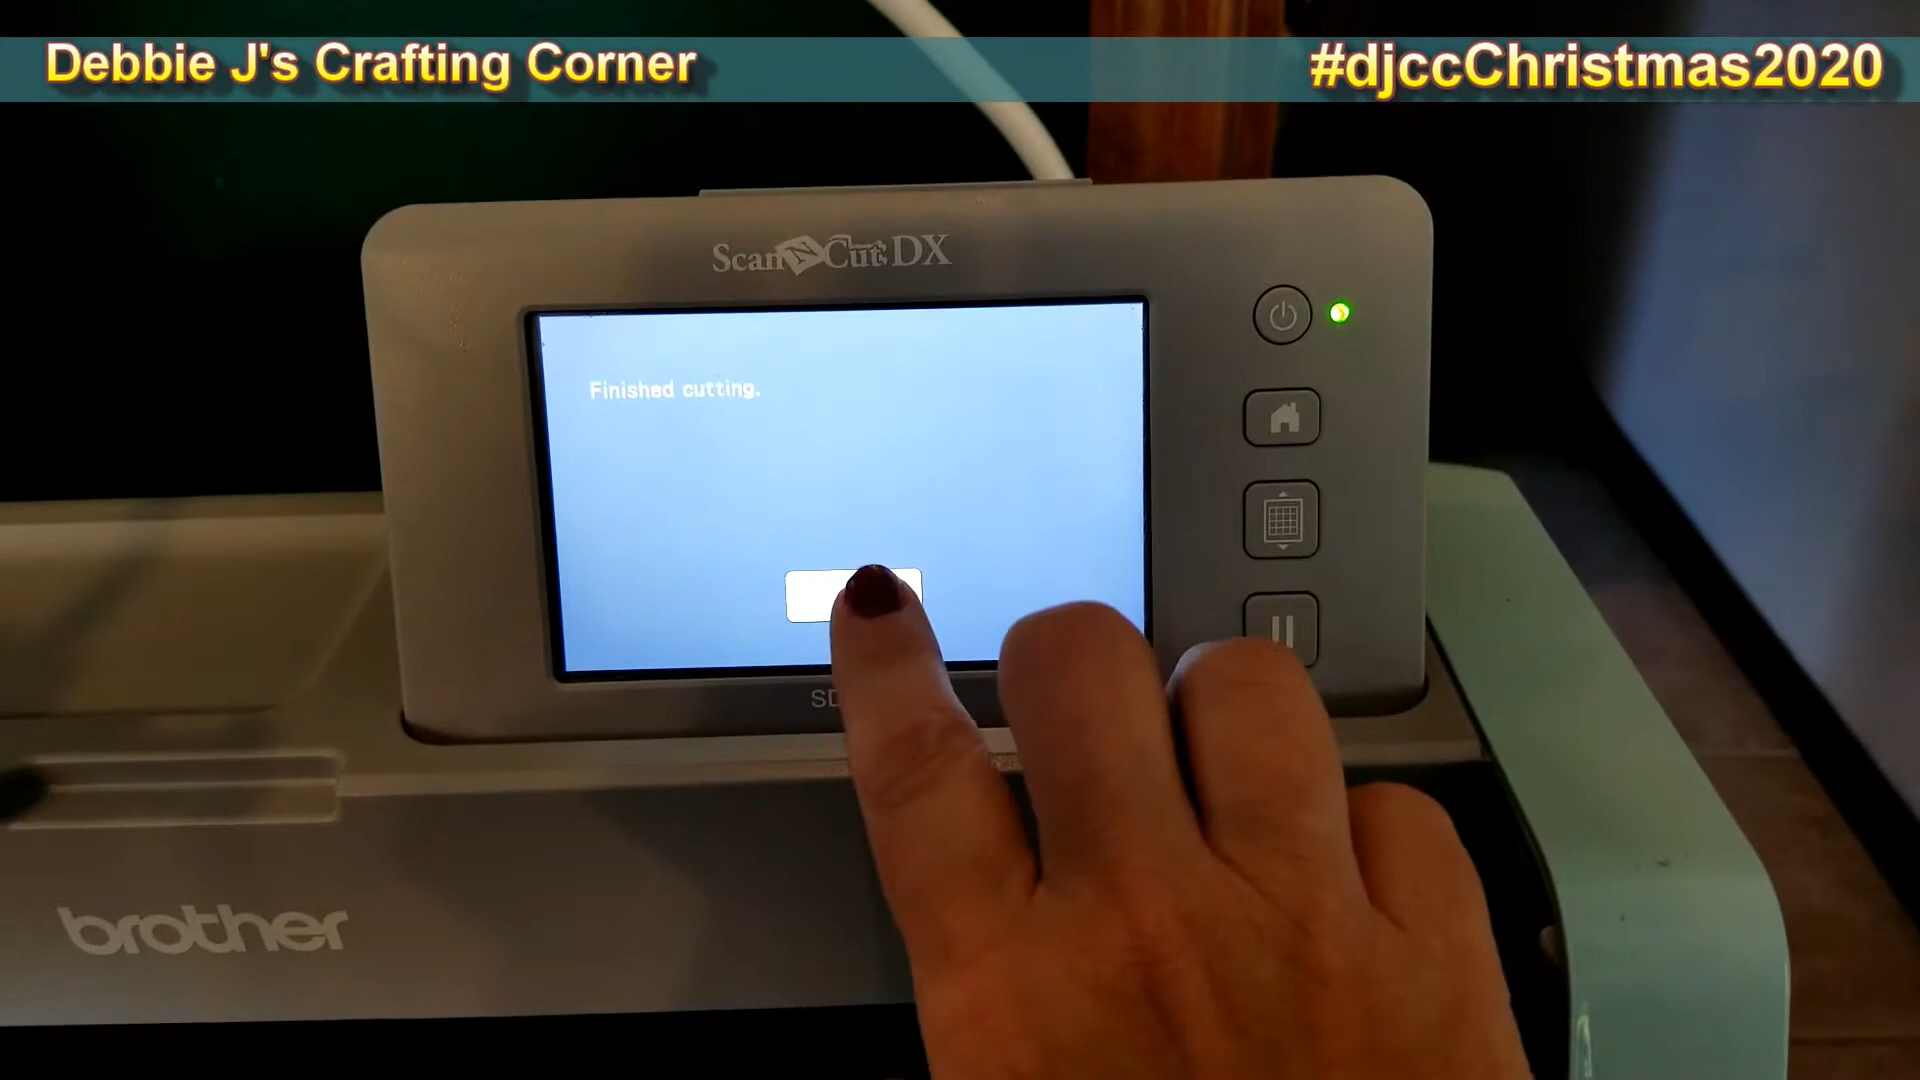 Debbie J's Crafting Corner
#djccChristmas2020
ScanNCut DX
Finished cutting.
brother